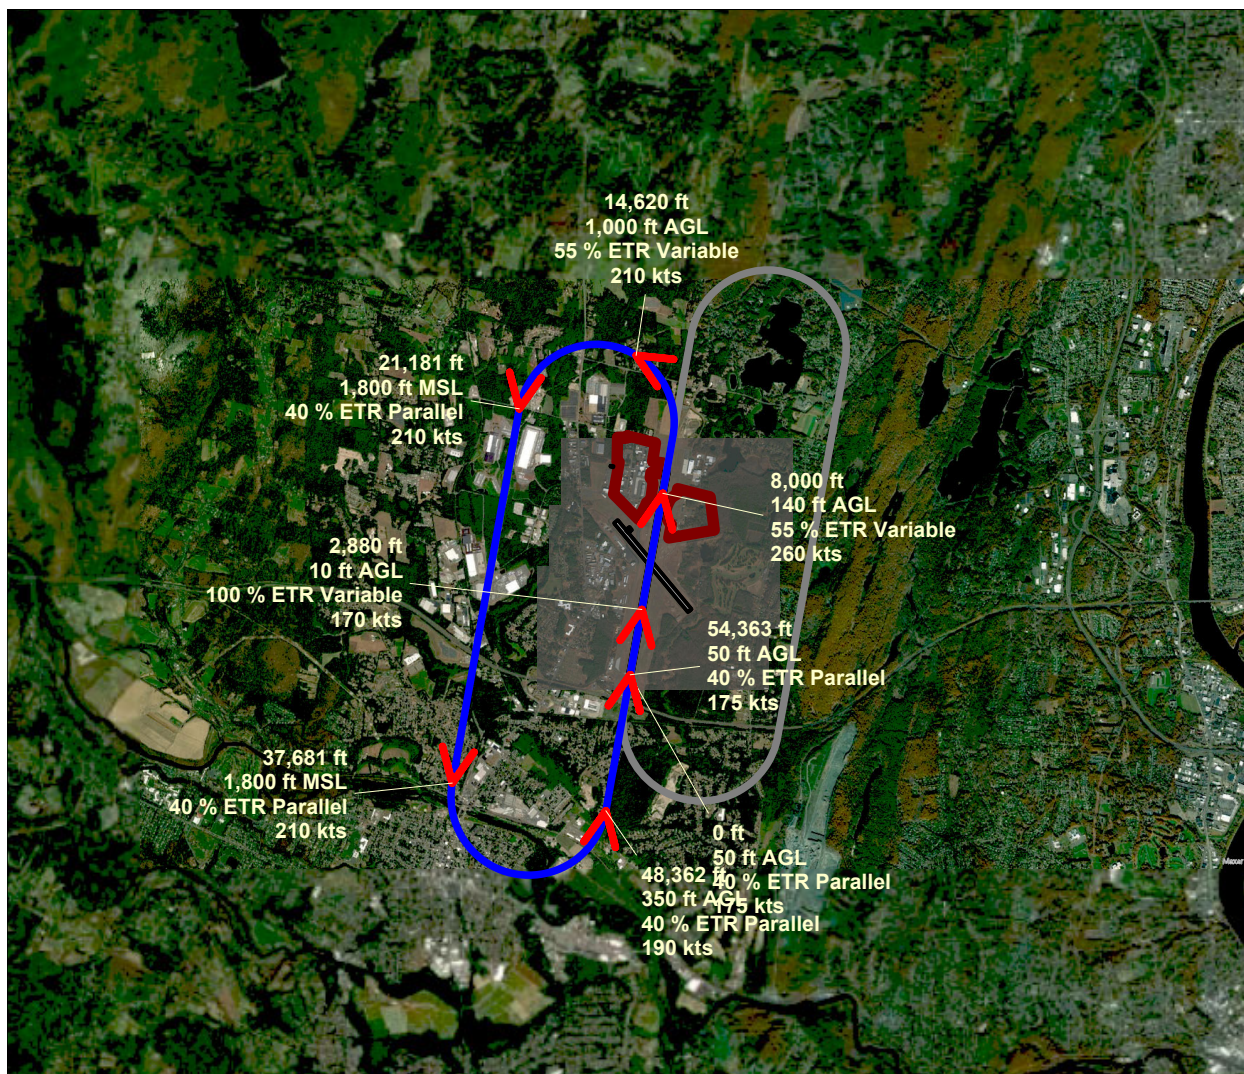 14,620 ft
1,000 ft AGL
55 % ETR Variable
210 kts
21,181 ft
1,800 ft MSL
40 % ETR Parallel
210 kts
8,000 ft
140 ft AGL
55 % ETR Variable
260 kts
2,880 ft
10 ft AGL
100 % ETR Variable
170 kts
54,363 ft
50 ft AGL
40 % ETR Parallel
175 kts
37,681 ft
1,800 ft MSL
40 % ETR Parallel
210 kts
0 ft
50 ft AGL
40 % ETR Parallel
175 kts
48,362 ft
350 ft AGL
40 % ETR Parallel
190 kts
Maxar